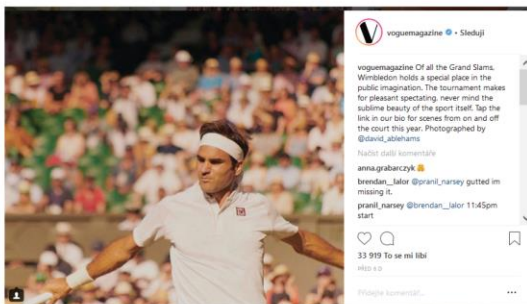 voguemagazine • Sleduji
voguemagazine Of all the Grand Slams,
Wimbledon holds a special place in the
public imagination. The tournament makes
for pleasant spectating, never mind the
sublime beauty of the sport itself. Tap the
link in our bio for scenes from on and off
the court this year. Photographed by
@david_ablehams
Načíst další komentáře
anna.grabarczyk
brendan__lalor @pranil_narsey gutted im
missing it.
pranil_narsey @brendan__lalor 11:45pm
start
33 919 To se mi líbí
PŘED 4 D
Přidejte komentář...